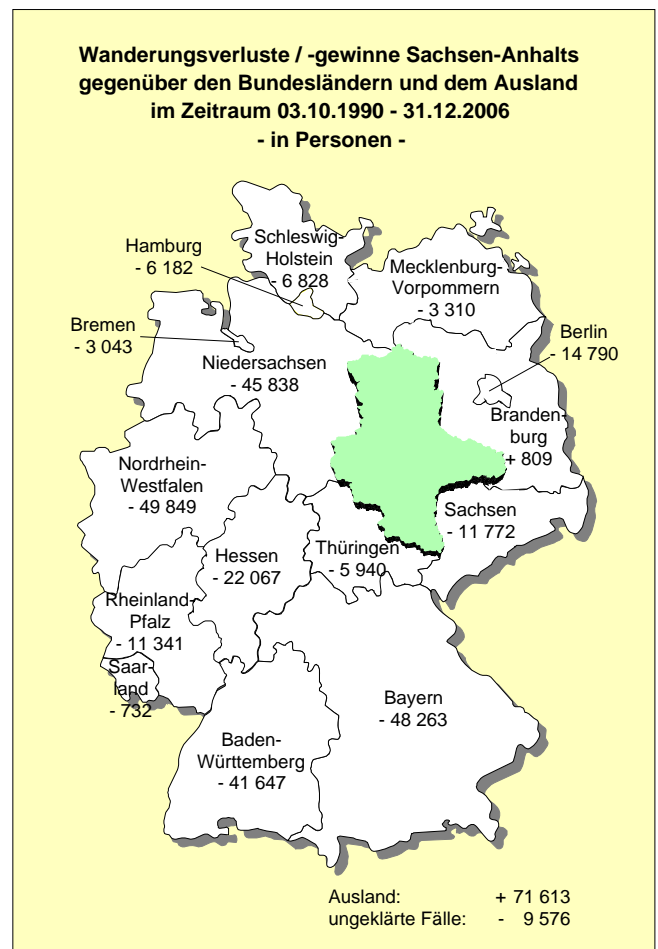 Wanderungsverluste / -gewinne Sachsen-Anhalts
gegenüber den Bundesländern und dem Ausland
im Zeitraum 03.10.1990 - 31.12.2006
- in Personen -
Schleswig-
Holstein
- 6 828
Hamburg
- 6 182
Mecklenburg-
Vorpommern
- 3 310
Bremen
- 3 043
Berlin
- 14 790
Niedersachsen
- 45 838
Branden-
burg
+ 809
Nordrhein-
Westfalen
- 49 849
Sachsen
- 11 772
Thüringen
- 5 940
Hessen
- 22 067
Rheinland-
Pfalz
- 11 341
Saar-
land
- 732
Bayern
- 48 263
Baden-
Württemberg
- 41 647
Ausland: + 71 613
ungeklärte Fälle: - 9 576